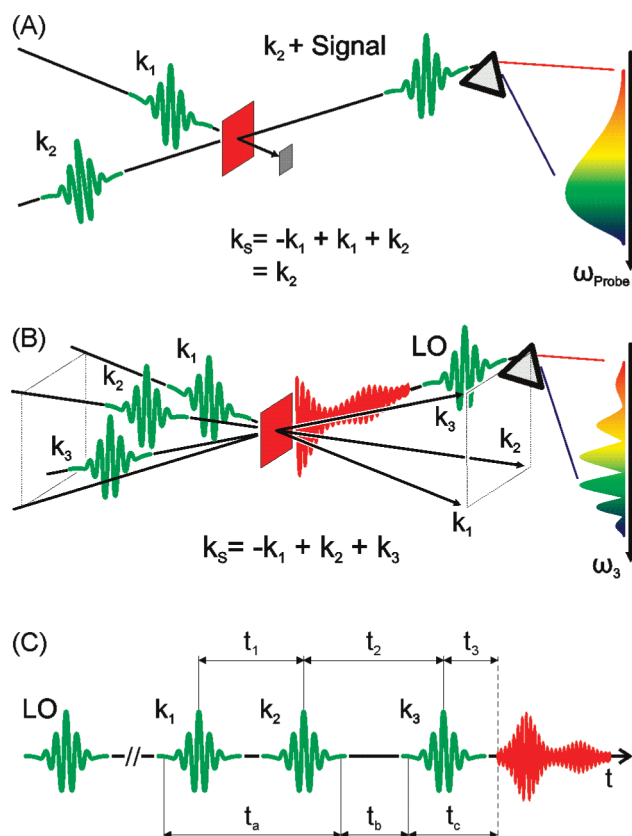 (A)
k1
k2 + Signal
k2
kS= -k1 + k1 + k2
= k2
ωProbe
(B)
k1
LO
k2
k3
k3
k2
k1
kS= -k1 + k2 + k3
ω3
(C)
t1
t2
t3
LO
k1
k2
k3
t
ta
tb
tc